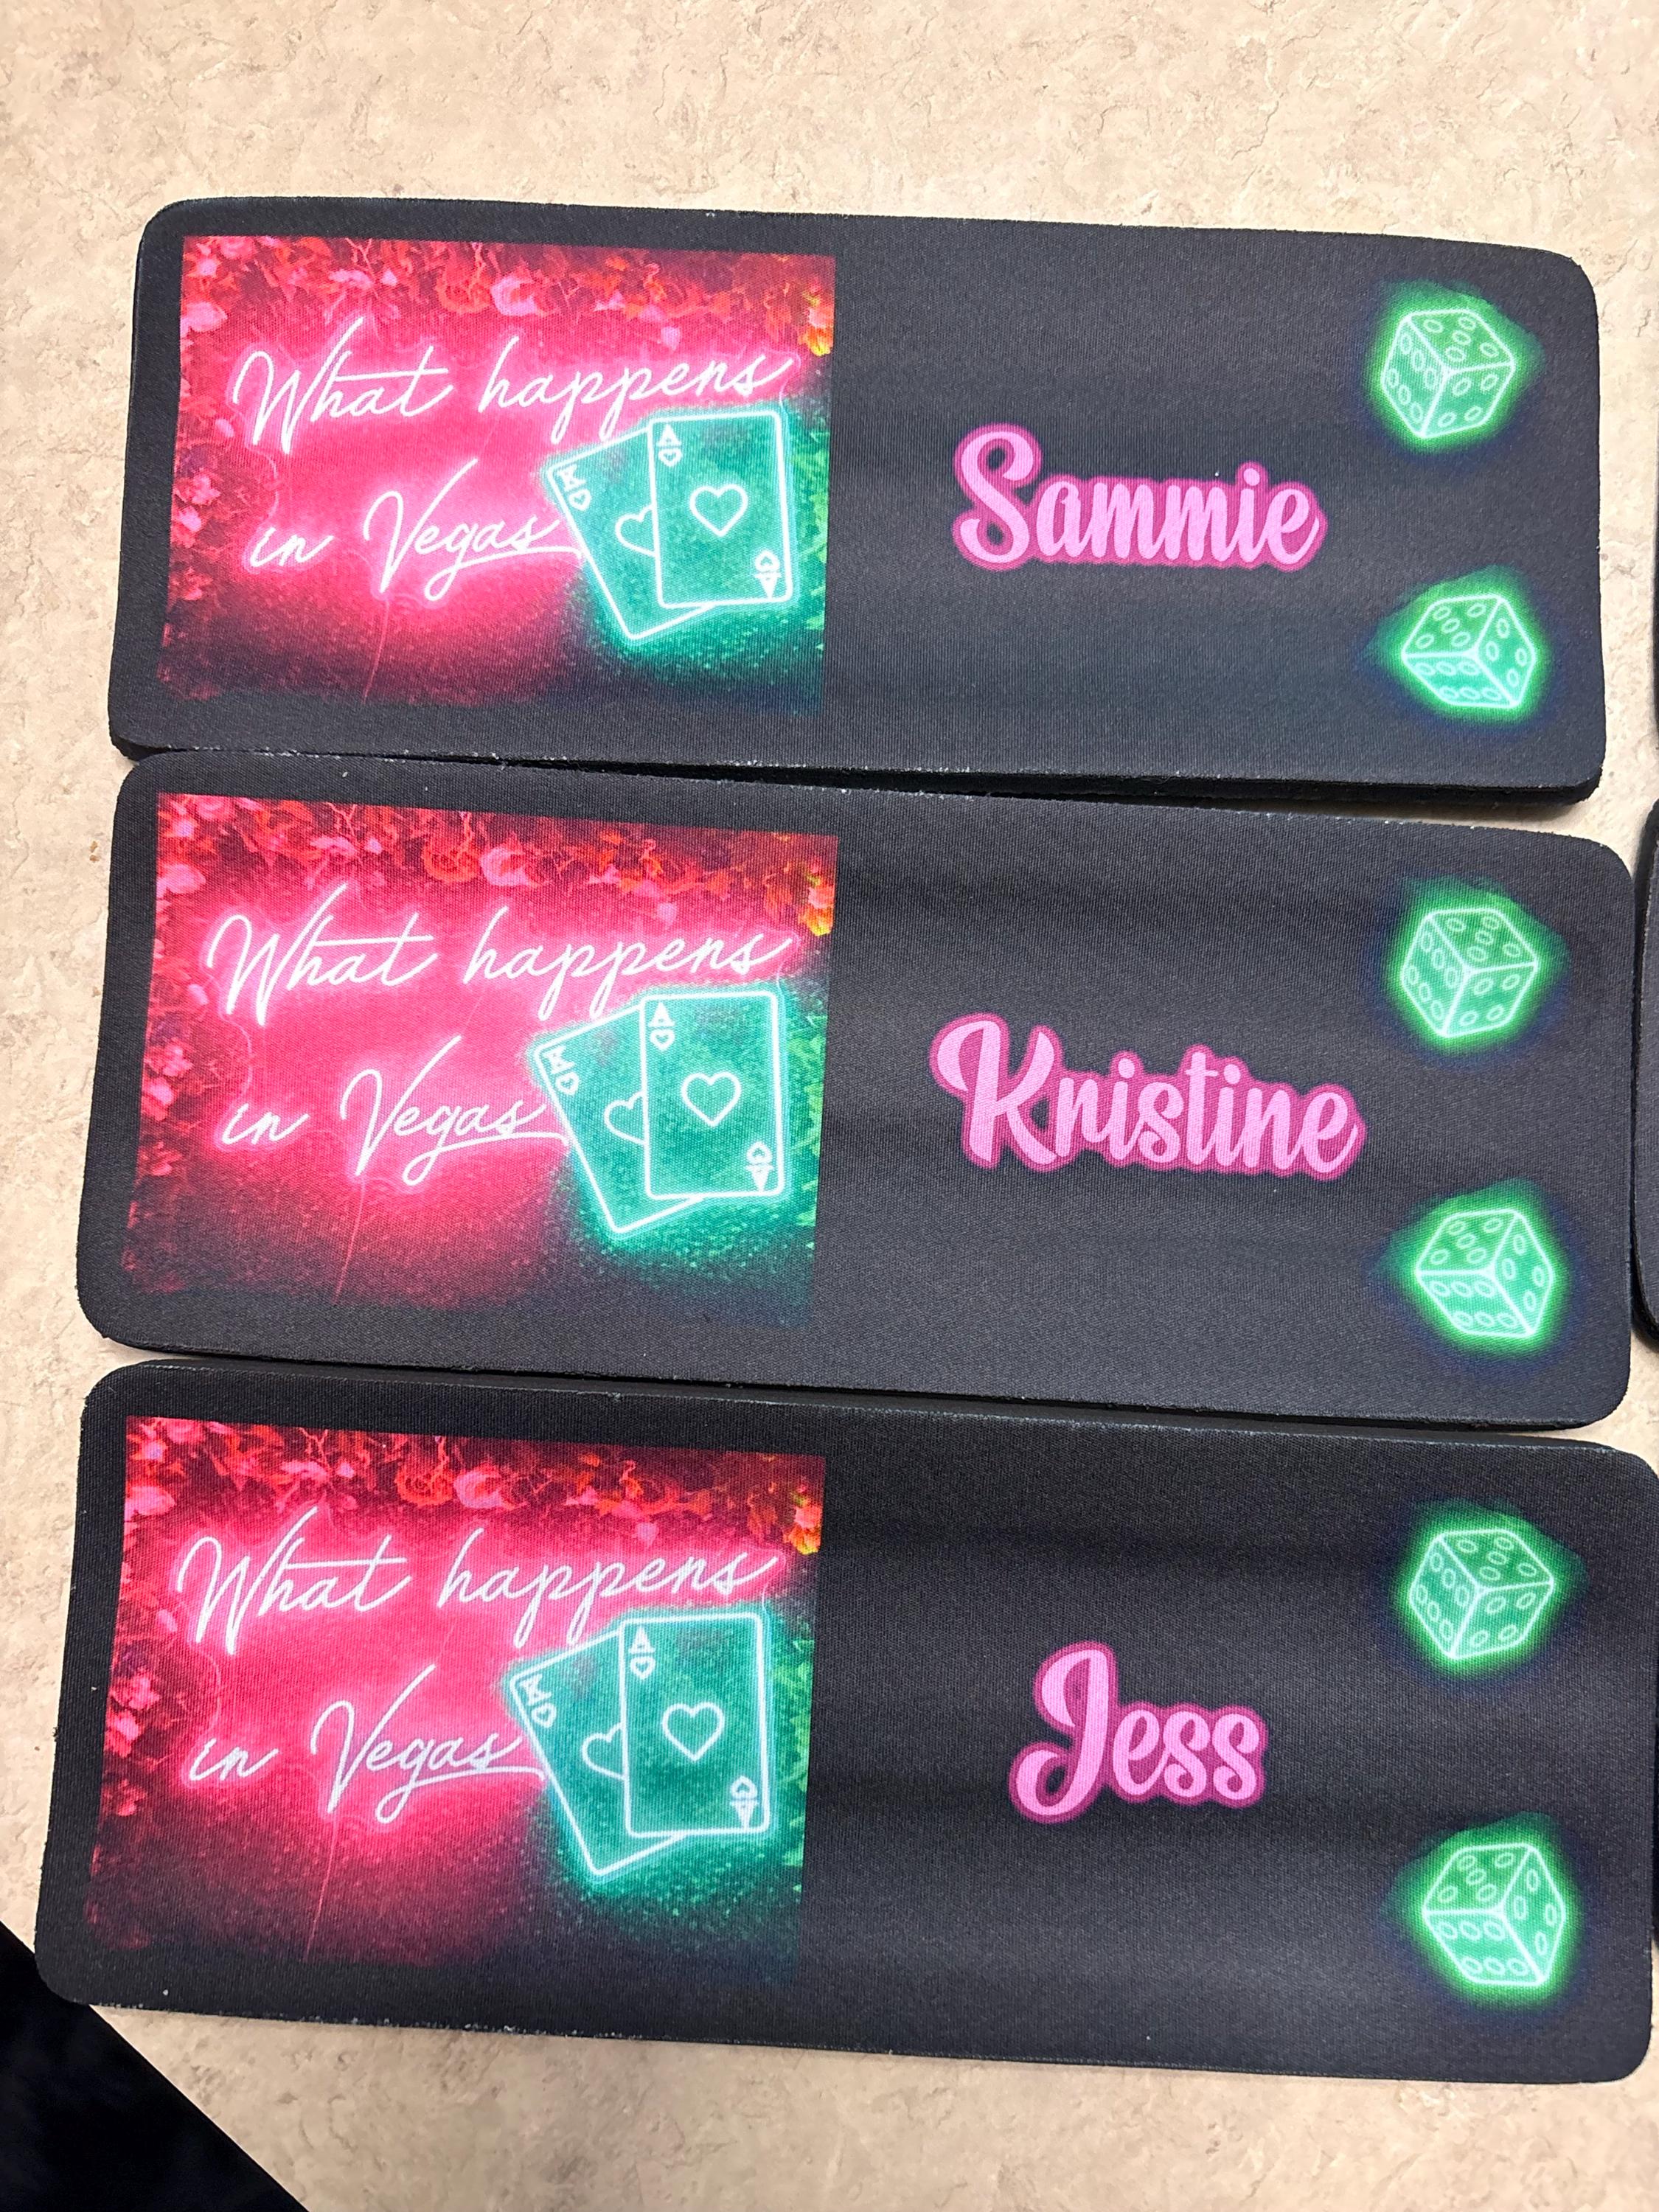 What happens
in Vegas
K
A
A
Sammie
What happens
in Vegas
K
A
A
Kristine
What happens
in Vegas
K
A
A
Jess